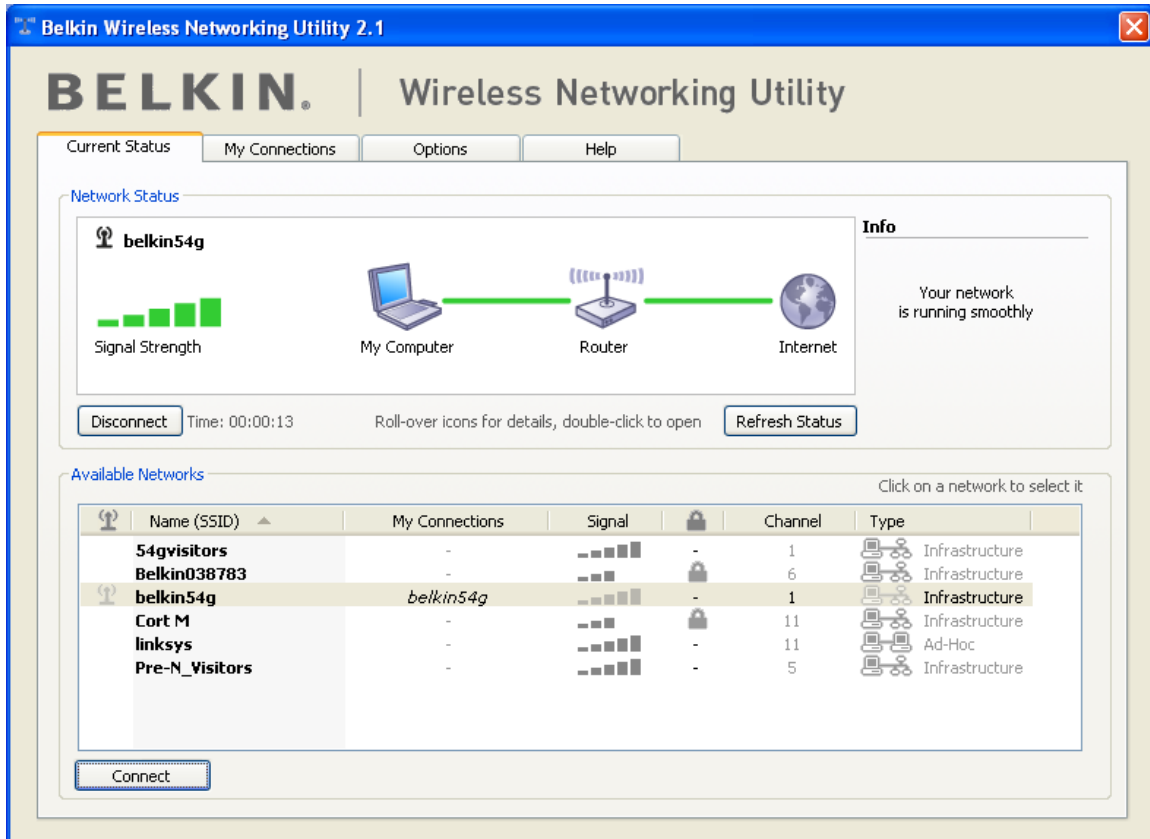 Belkin Wireless Networking Utility 2.1
BELKIN. Wireless Networking Utility
Current Status My Connections Options Help
Network Status
belkin54g
Info
Your network
is running smoothly
Signal Strength My Computer Router Internet
Disconnect Time: 00:00:13 Roll-over icons for details, double-click to open Refresh Status
Available Networks
Click on a network to select it
Name (SSID) My Connections Signal Channel Type
54gvisitors - - 1 Infrastructure
Belkin038783 - 6 Infrastructure
belkin54g belkin54g - 1 Infrastructure
Cort M - 11 Infrastructure
linksys - - 11 Ad-Hoc
Pre-N_Visitors - - 5 Infrastructure
Connect